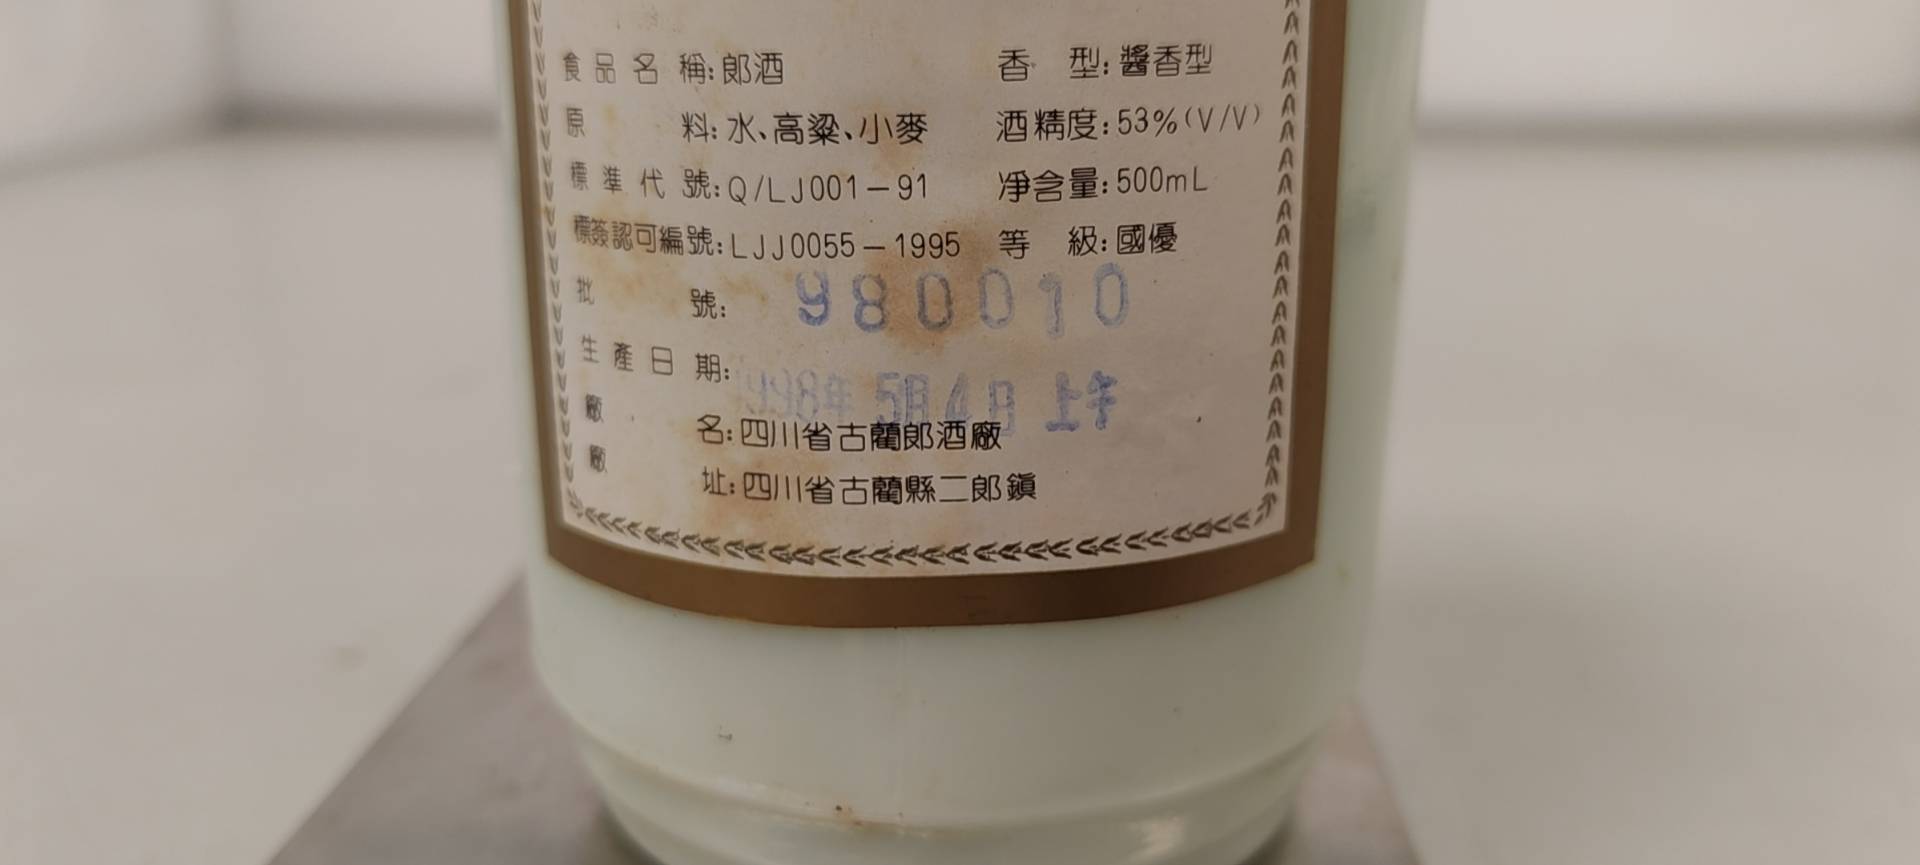 食品名稱:郎酒 香型:醬香型
原料:水、高粱、小麥 酒精度:53%(V/V)
標準代號:Q/LJ001-91 淨含量:500mL
標簽認可編號:LJJ0055-1995 等級:國優
批號: 980010
生產日期: 1998年5月4日上午
廠名:四川省古藺郎酒廠
廠址:四川省古藺縣二郎鎮